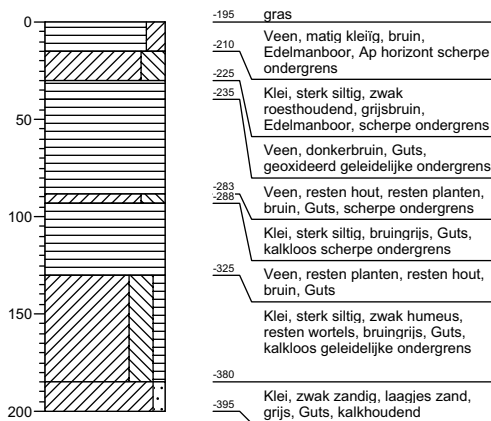 0
50
100
150
200
-195
gras
-210
Veen, matig kleiïg, bruin,
Edelmanboor, Ap horizont scherpe
ondergrens
-225
Klei, sterk siltig, zwak
roesthoudend, grijsbruin,
Edelmanboor, scherpe ondergrens
-235
Veen, donkerbruin, Guts,
geoxideerd geleidelijke ondergrens
-283
Veen, resten hout, resten planten,
bruin, Guts, scherpe ondergrens
-288
Klei, sterk siltig, bruingrijs, Guts,
kalkloos scherpe ondergrens
-325
Veen, resten planten, resten hout,
bruin, Guts
Klei, sterk siltig, zwak humeus,
resten wortels, bruingrijs, Guts,
kalkloos geleidelijke ondergrens
-380
Klei, zwak zandig, laagjes zand,
grijs, Guts, kalkhoudend
-395